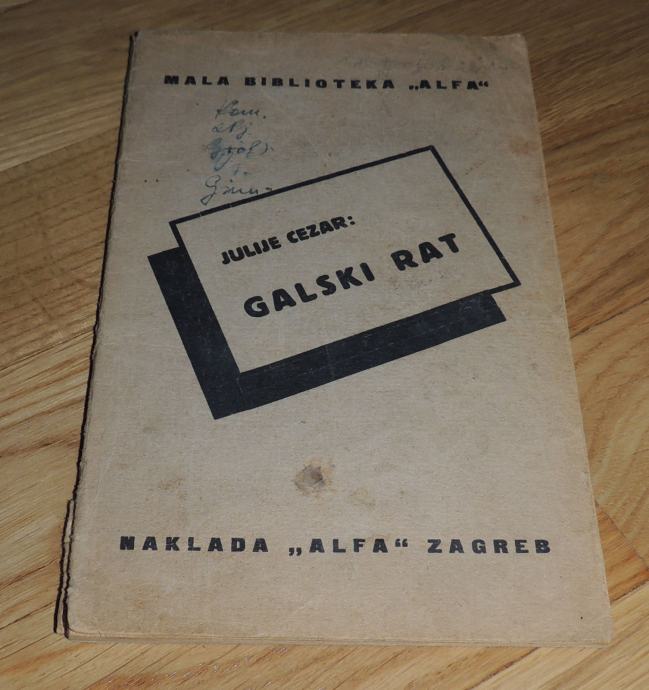 MALA BIBLIOTEKA „ALFA“
JULIJE CEZAR:
GALSKI RAT
NAKLADA „ALFA“ ZAGREB